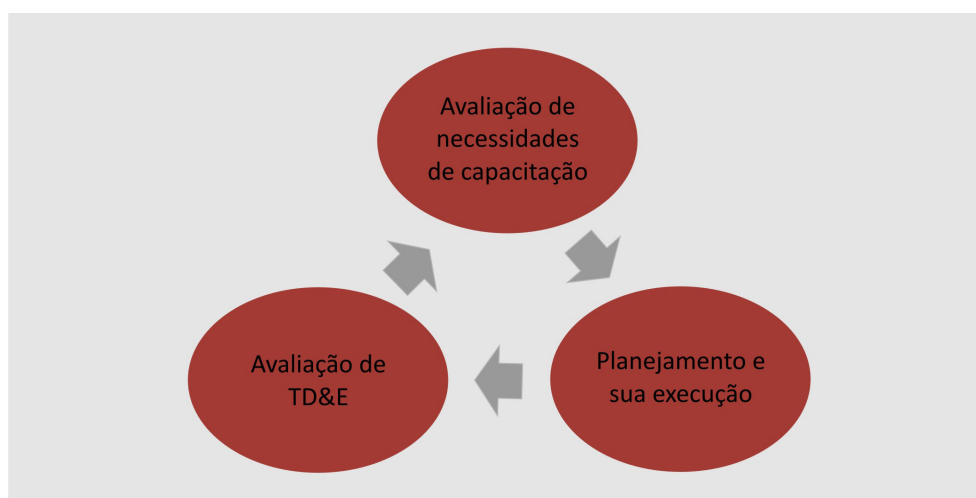 Avaliação de
necessidades
de capacitação
Avaliação de
TD&E
Planejamento e
sua execução